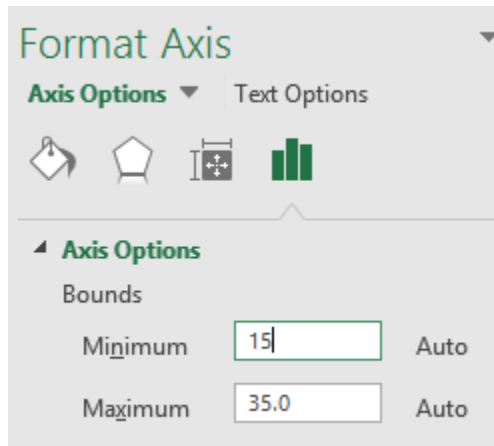 Format Axis
Axis Options Text Options
Axis Options
Bounds
Minimum 15 Auto
Maximum 35.0 Auto